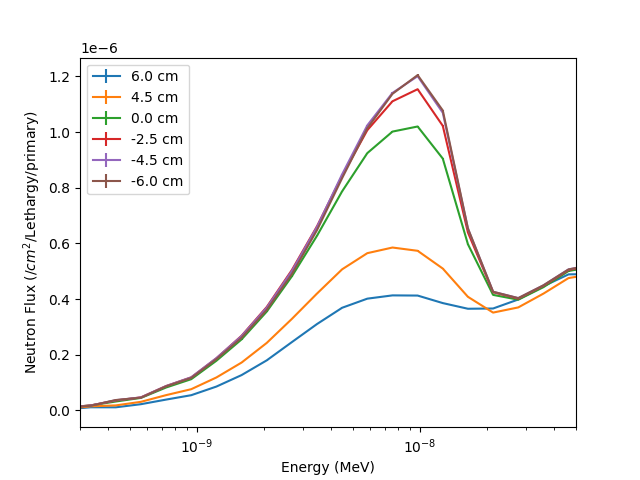 1e−6
6.0 cm
4.5 cm
0.0 cm
-2.5 cm
-4.5 cm
-6.0 cm
1.2
1.0
0.8
0.6
0.4
0.2
0.0
Neutron Flux (/cm²/Lethargy/primary)
10⁻⁹ 10⁻⁸
Energy (MeV)